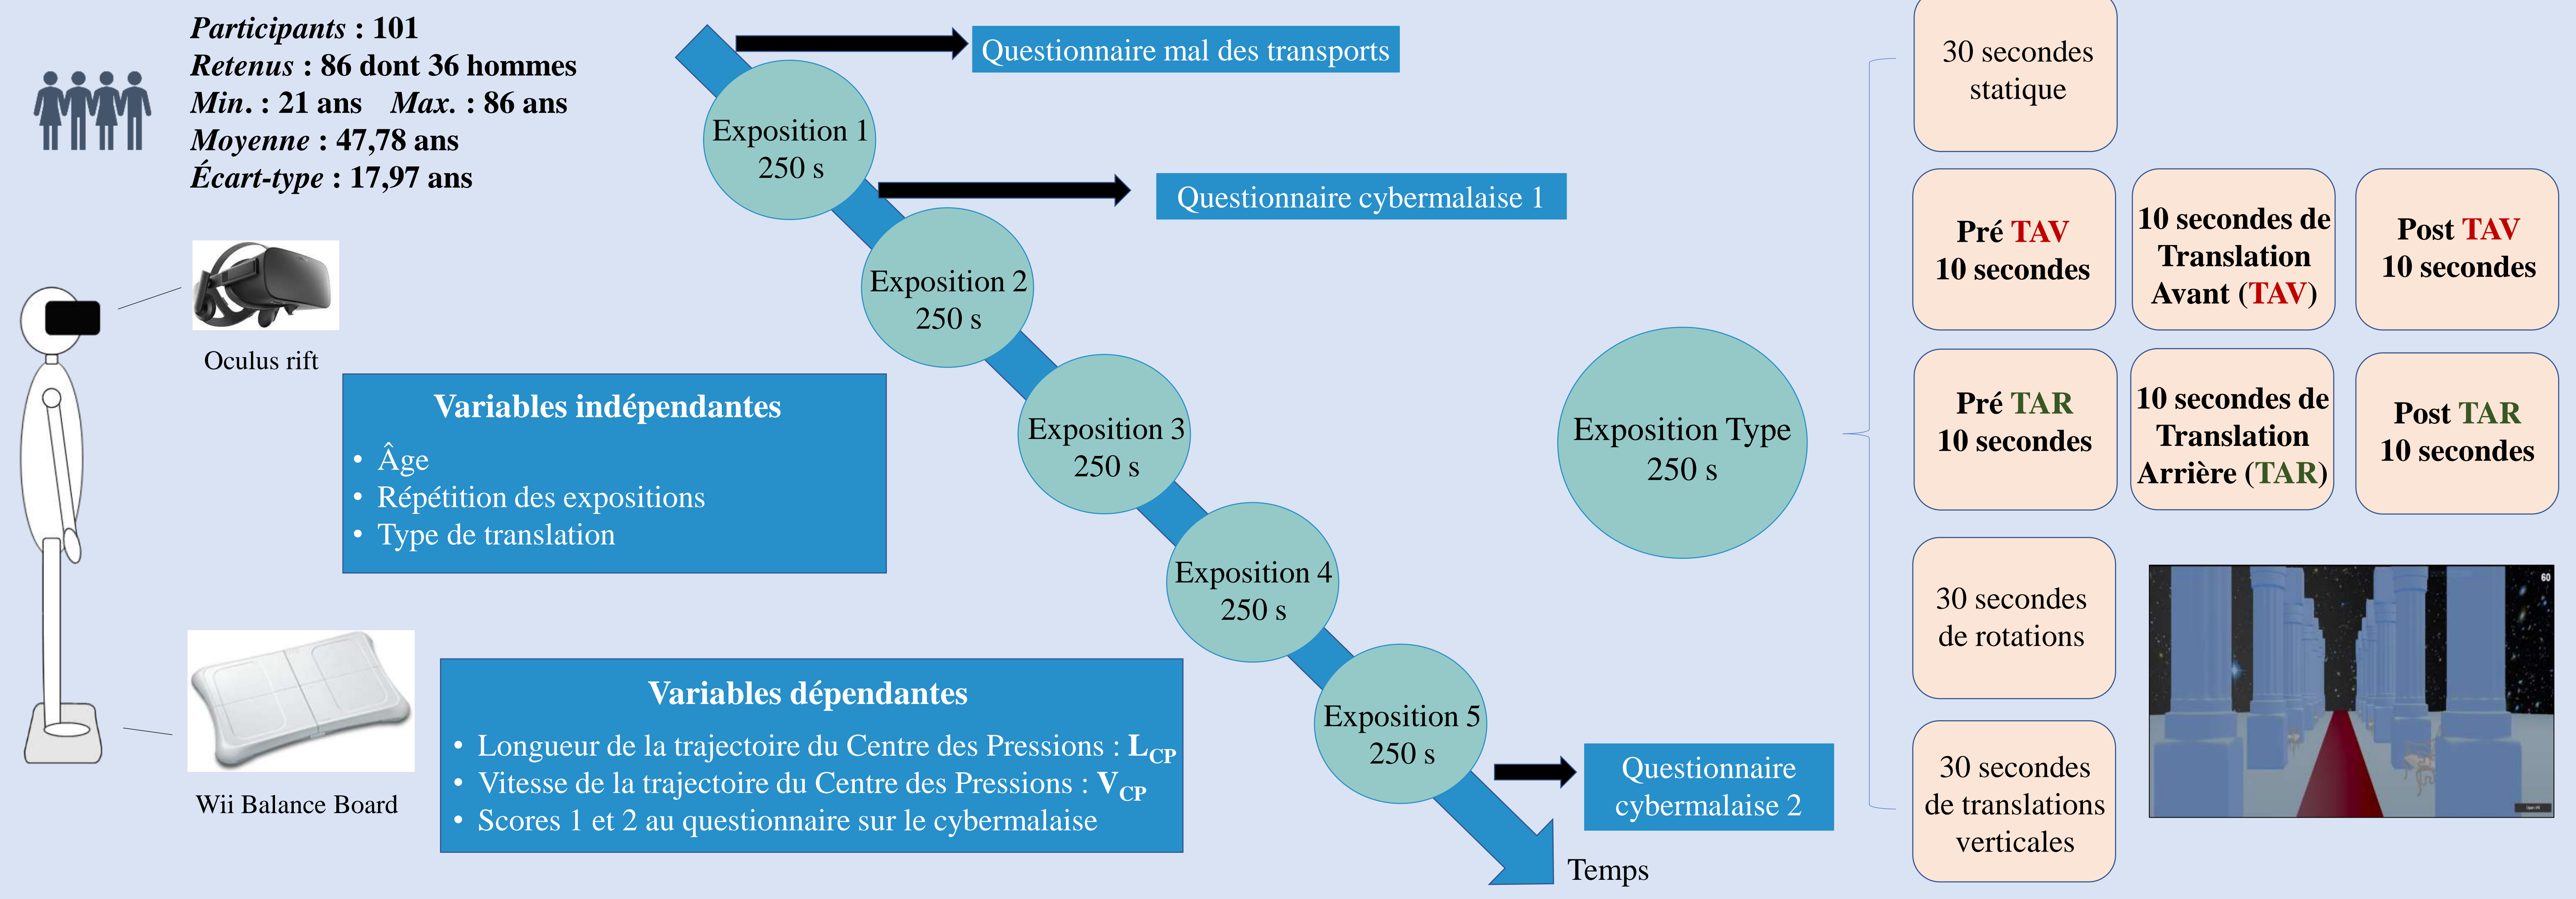 Participants : 101
Retenus : 86 dont 36 hommes
Min. : 21 ans Max. : 86 ans
Moyenne : 47,78 ans
Écart-type : 17,97 ans
Oculus rift
Wii Balance Board
Variables indépendantes
• Âge
• Répétition des expositions
• Type de translation
Variables dépendantes
• Longueur de la trajectoire du Centre des Pressions : LCP
• Vitesse de la trajectoire du Centre des Pressions : VCP
• Scores 1 et 2 au questionnaire sur le cybermalaise
Questionnaire mal des transports
Exposition 1
250 s
Questionnaire cybermalaise 1
Exposition 2
250 s
Exposition 3
250 s
Exposition 4
250 s
Exposition 5
250 s
Questionnaire
cybermalaise 2
Temps
Exposition Type
250 s
30 secondes
statique
Pré TAV
10 secondes
10 secondes de
Translation
Avant (TAV)
Post TAV
10 secondes
Pré TAR
10 secondes
10 secondes de
Translation
Arrière (TAR)
Post TAR
10 secondes
30 secondes
de rotations
60
30 secondes
de translations
verticales